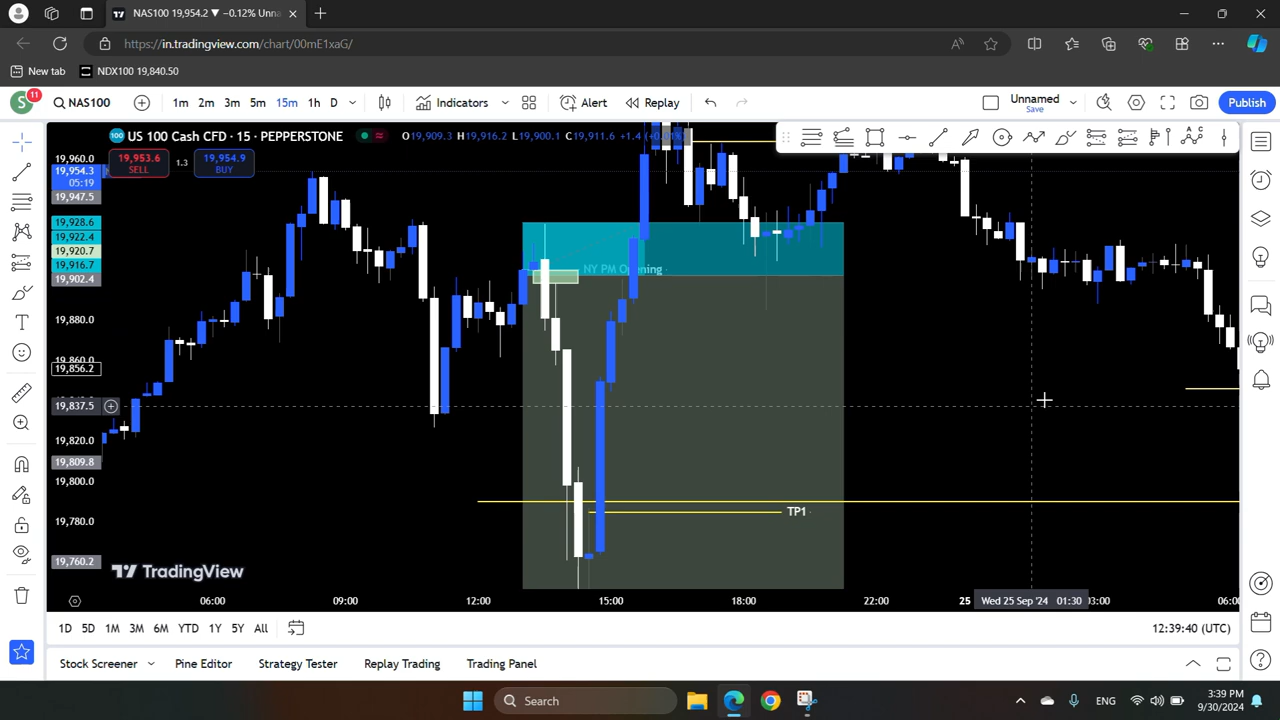 NAS100 19,954.2 ▼ −0.12% Unna
https://in.tradingview.com/chart/00mE1xaG/
New tab
NDX100 19,840.50
S 11 NAS100 1m 2m 3m 5m 15m 1h D Indicators Alert Replay Unnamed Save Publish
100 US 100 Cash CFD · 15 · PEPPERSTONE O19,909.3 H19,916.2 L19,900.1 C19,911.6 +1.4
19,953.6 SELL 1.3 19,954.9 BUY
19,960.0
19,954.3
05:19
19,947.5
19,928.6
19,922.4
19,920.7
19,916.7
19,902.4
19,880.0
19,860.0
19,856.2
19,837.5
19,820.0
19,809.8
19,800.0
19,780.0
19,760.2
NY PM Opening
TP1
TradingView
06:00 09:00 12:00 15:00 18:00 22:00 25 Wed 25 Sep '24 01:30 03:00 06:00
1D 5D 1M 3M 6M YTD 1Y 5Y All 12:39:40 (UTC)
Stock Screener Pine Editor Strategy Tester Replay Trading Trading Panel
Search ENG 3:39 PM
9/30/2024